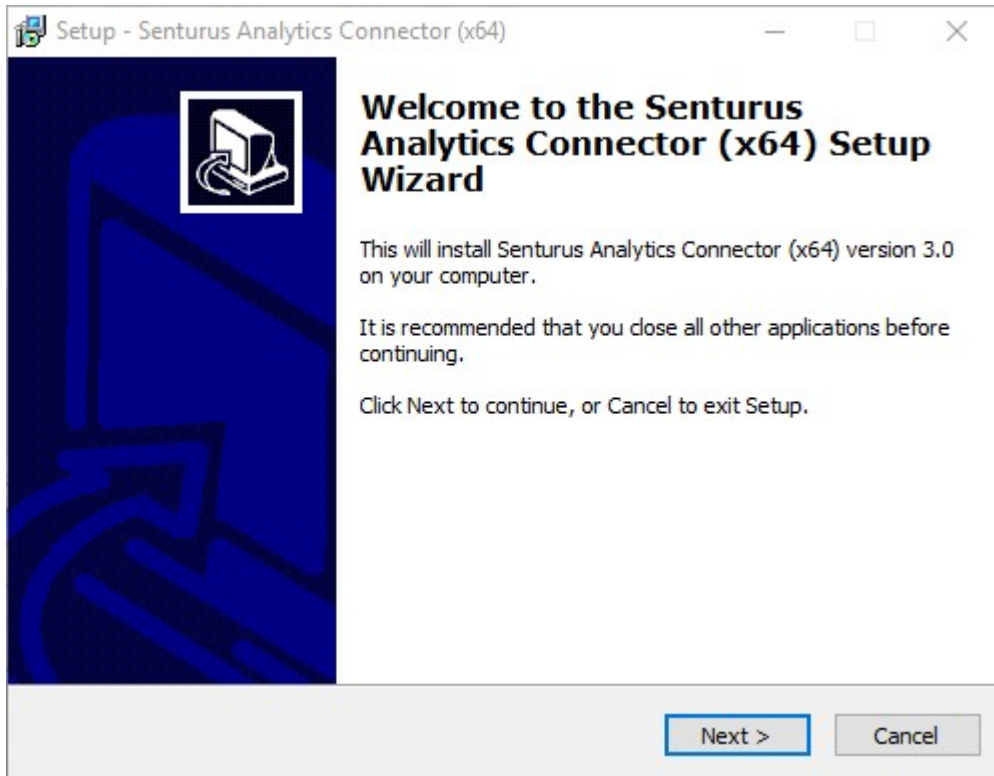 Setup - Senturus Analytics Connector (x64)
Welcome to the Senturus
Analytics Connector (x64) Setup
Wizard
This will install Senturus Analytics Connector (x64) version 3.0
on your computer.
It is recommended that you close all other applications before
continuing.
Click Next to continue, or Cancel to exit Setup.
Next >
Cancel